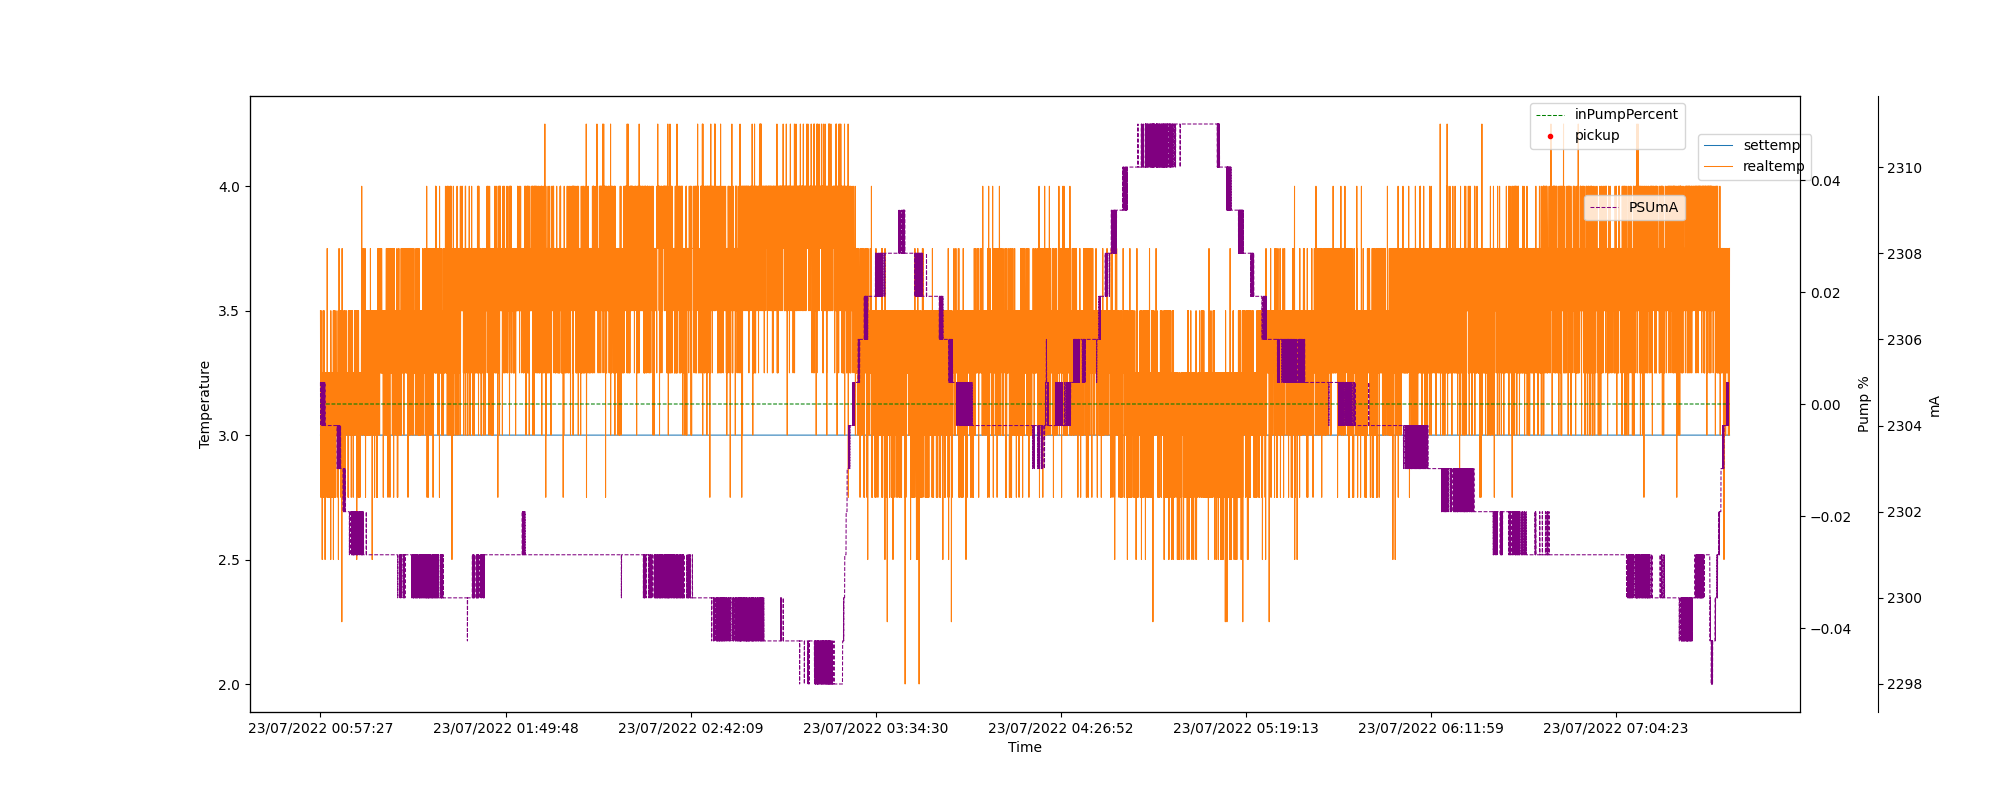 inPumpPercent
pickup
settemp
realtemp
PSUmA
Temperature
4.0
3.5
3.0
2.5
2.0
0.04
0.02
0.00
−0.02
−0.04
Pump %
2310
2308
2306
2304
2302
2300
2298
mA
23/07/2022 00:57:27
23/07/2022 01:49:48
23/07/2022 02:42:09
23/07/2022 03:34:30
23/07/2022 04:26:52
23/07/2022 05:19:13
23/07/2022 06:11:59
23/07/2022 07:04:23
Time